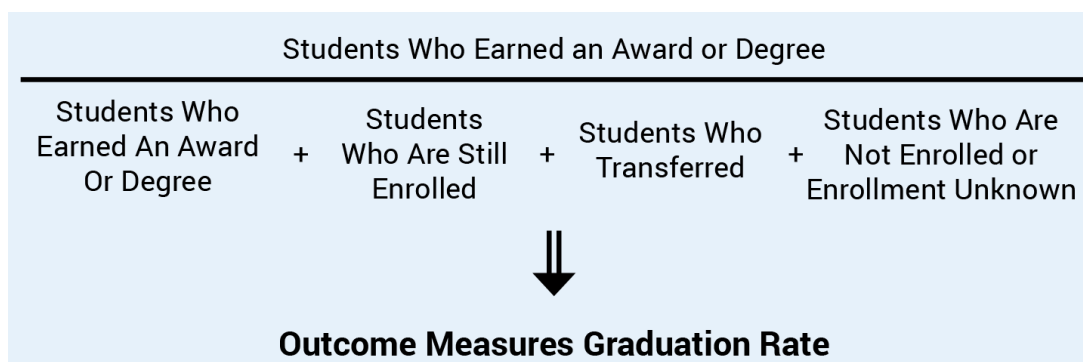 Students Who Earned an Award or Degree
Students Who
Earned An Award
Or Degree
+
Students
Who Are Still
Enrolled
+
Students Who
Transferred
+
Students Who Are
Not Enrolled or
Enrollment Unknown
Outcome Measures Graduation Rate